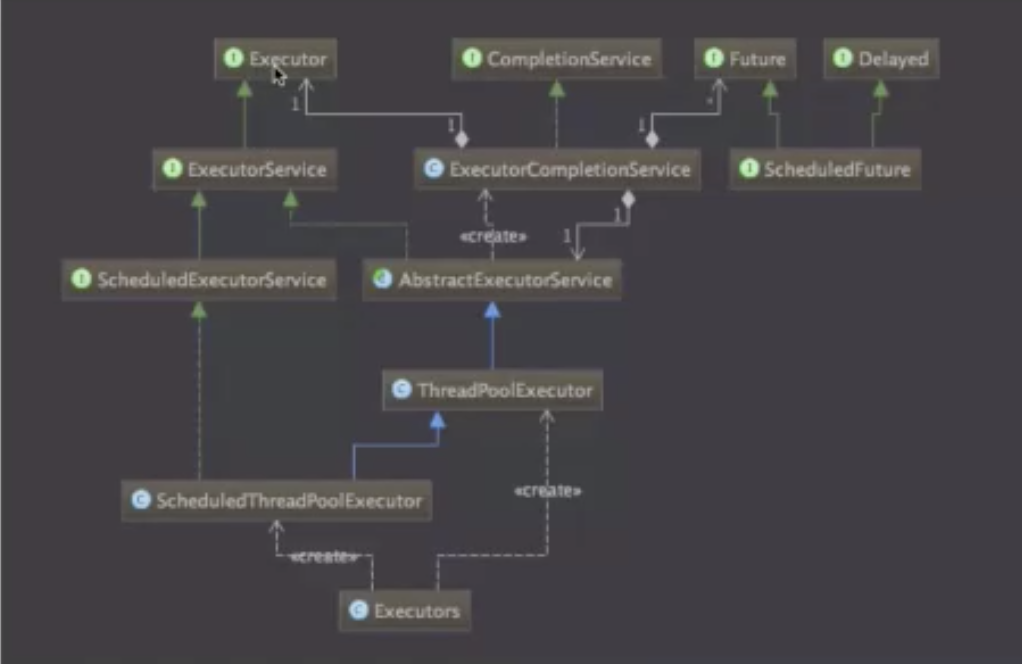 I Executor
I CompletionService
I Future
I Delayed
1
1
1
*
I ExecutorService
C ExecutorCompletionService
I ScheduledFuture
«create»
1
1
I ScheduledExecutorService
C AbstractExecutorService
C ThreadPoolExecutor
«create»
C ScheduledThreadPoolExecutor
«create»
C Executors